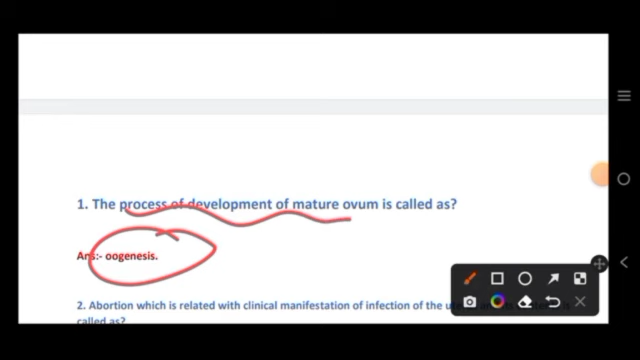 1. The process of development of mature ovum is called as?
Ans:- oogenesis.
2. Abortion which is related with clinical manifestation of infection of the
called as?